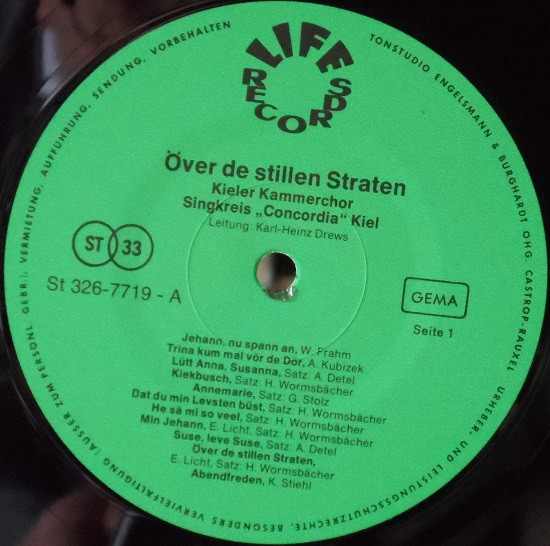 LIFE RECORDS
Över de stillen Straten
Kieler Kammerchor
Singkreis „Concordia“ Kiel
Leitung: Karl-Heinz Drews
ST 33
St 326-7719 - A
GEMA
Seite 1
Jehann, nu spann an, W. Frahm
Trina kum mal vör de Dör, A. Kubizek
Lütt Anna, Susanna, Satz: A. Detel
Kiekbusch, Satz: H. Wormsbächer
Annemarie, Satz: G. Stolz
Dat du min Levsten büst, Satz: H. Wormsbächer
He sä mi so veel, Satz: H. Wormsbächer
Min Jehann, E. Licht, Satz: H. Wormsbächer
Suse, leve Suse, Satz: A. Detel
Över de stillen Straten,
E. Licht, Satz: H. Wormsbächer
Abendfreden, K. Stiehl
TONSTUDIO ENGELSMANN & BURGHARDT OHG. CASTROP-RAUXEL
URHEBER- UND LEISTUNGSSCHUTZRECHTE, BESONDERS VERVIELFÄLTIGUNG (AUSSER ZUM PERSÖNL. GEBR.), VERMIETUNG, AUFFÜHRUNG, SENDUNG, VORBEHALTEN